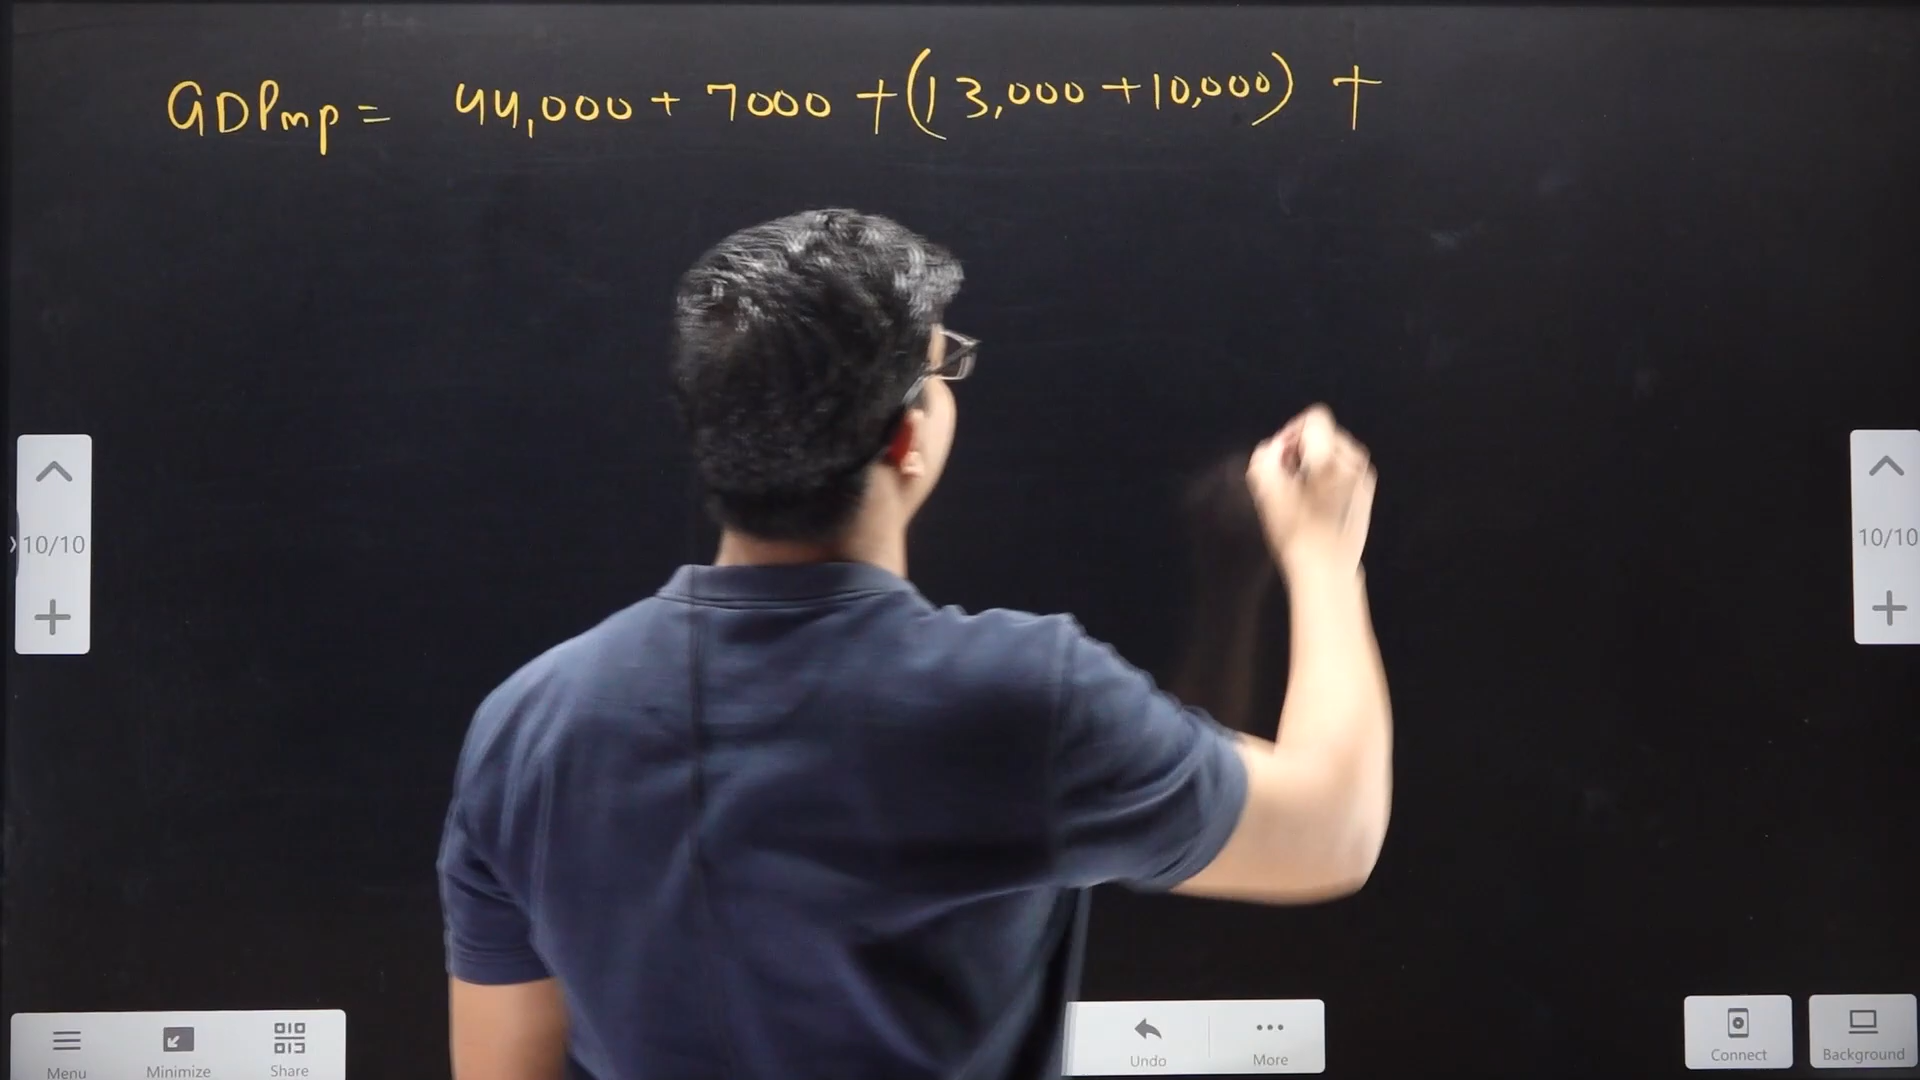 GDPmp = 44,000 + 7000 + (13,000 + 10,000) +
10/10
10/10
Menu
Minimize
Share
Undo
More
Connect
Background